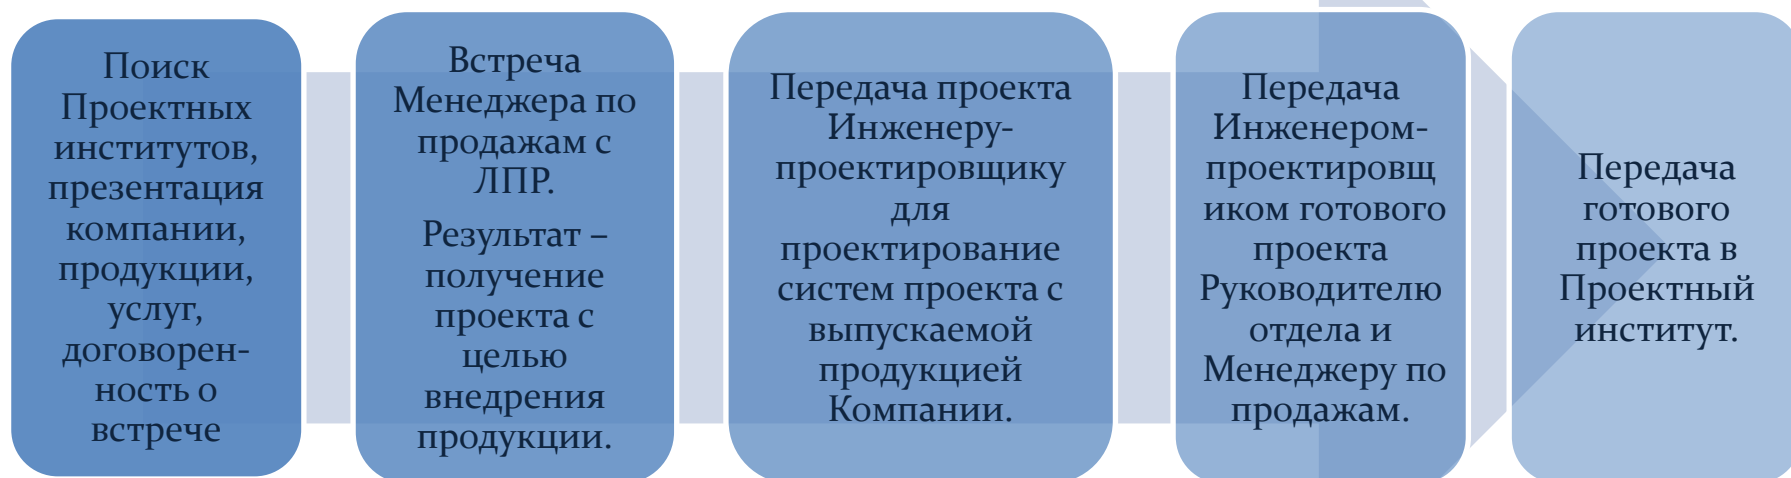 Поиск
Проектных
институтов,
презентация
компании,
продукции,
услуг,
договорен-
ность о
встрече
Встреча
Менеджера по
продажам с
ЛПР.
Результат –
получение
проекта с
целью
внедрения
продукции.
Передача проекта
Инженеру-
проектировщику
для
проектирование
систем проекта с
выпускаемой
продукцией
Компании.
Передача
Инженером-
проектировщ
иком готового
проекта
Руководителю
отдела и
Менеджеру по
продажам.
Передача
готового
проекта в
Проектный
институт.